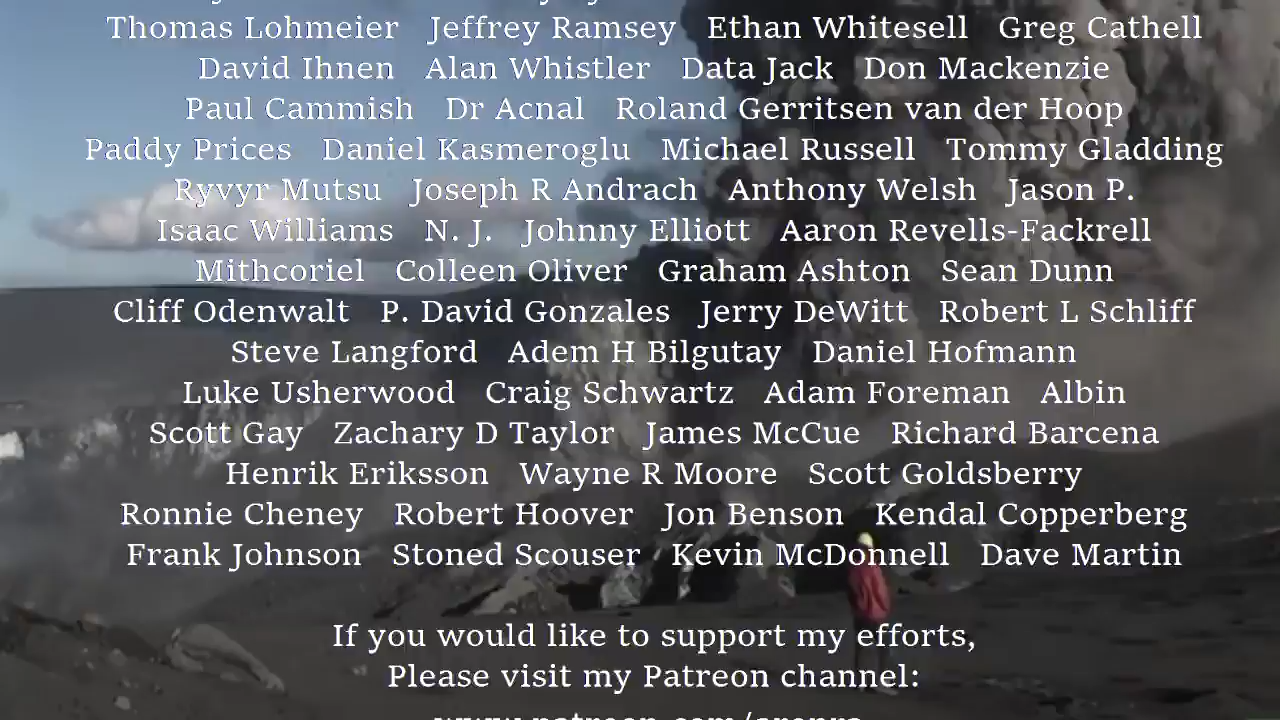 Thomas Lohmeier Jeffrey Ramsey Ethan Whitesell Greg Cathell
David Ihnen Alan Whistler Data Jack Don Mackenzie
Paul Cammish Dr Acnal Roland Gerritsen van der Hoop
Paddy Prices Daniel Kasmeroglu Michael Russell Tommy Gladding
Ryvyr Mutsu Joseph R Andrach Anthony Welsh Jason P.
Isaac Williams N. J. Johnny Elliott Aaron Revells-Fackrell
Mithcoriel Colleen Oliver Graham Ashton Sean Dunn
Cliff Odenwalt P. David Gonzales Jerry DeWitt Robert L Schliff
Steve Langford Adem H Bilgutay Daniel Hofmann
Luke Usherwood Craig Schwartz Adam Foreman Albin
Scott Gay Zachary D Taylor James McCue Richard Barcena
Henrik Eriksson Wayne R Moore Scott Goldsberry
Ronnie Cheney Robert Hoover Jon Benson Kendal Copperberg
Frank Johnson Stoned Scouser Kevin McDonnell Dave Martin
If you would like to support my efforts,
Please visit my Patreon channel: